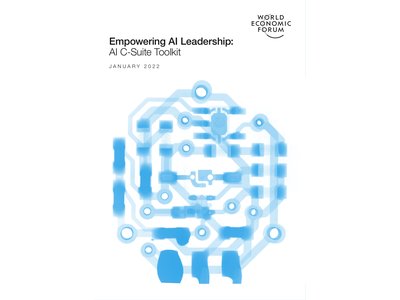 WORLD
ECONOMIC
FORUM
Empowering AI Leadership:
AI C-Suite Toolkit
JANUARY 2022